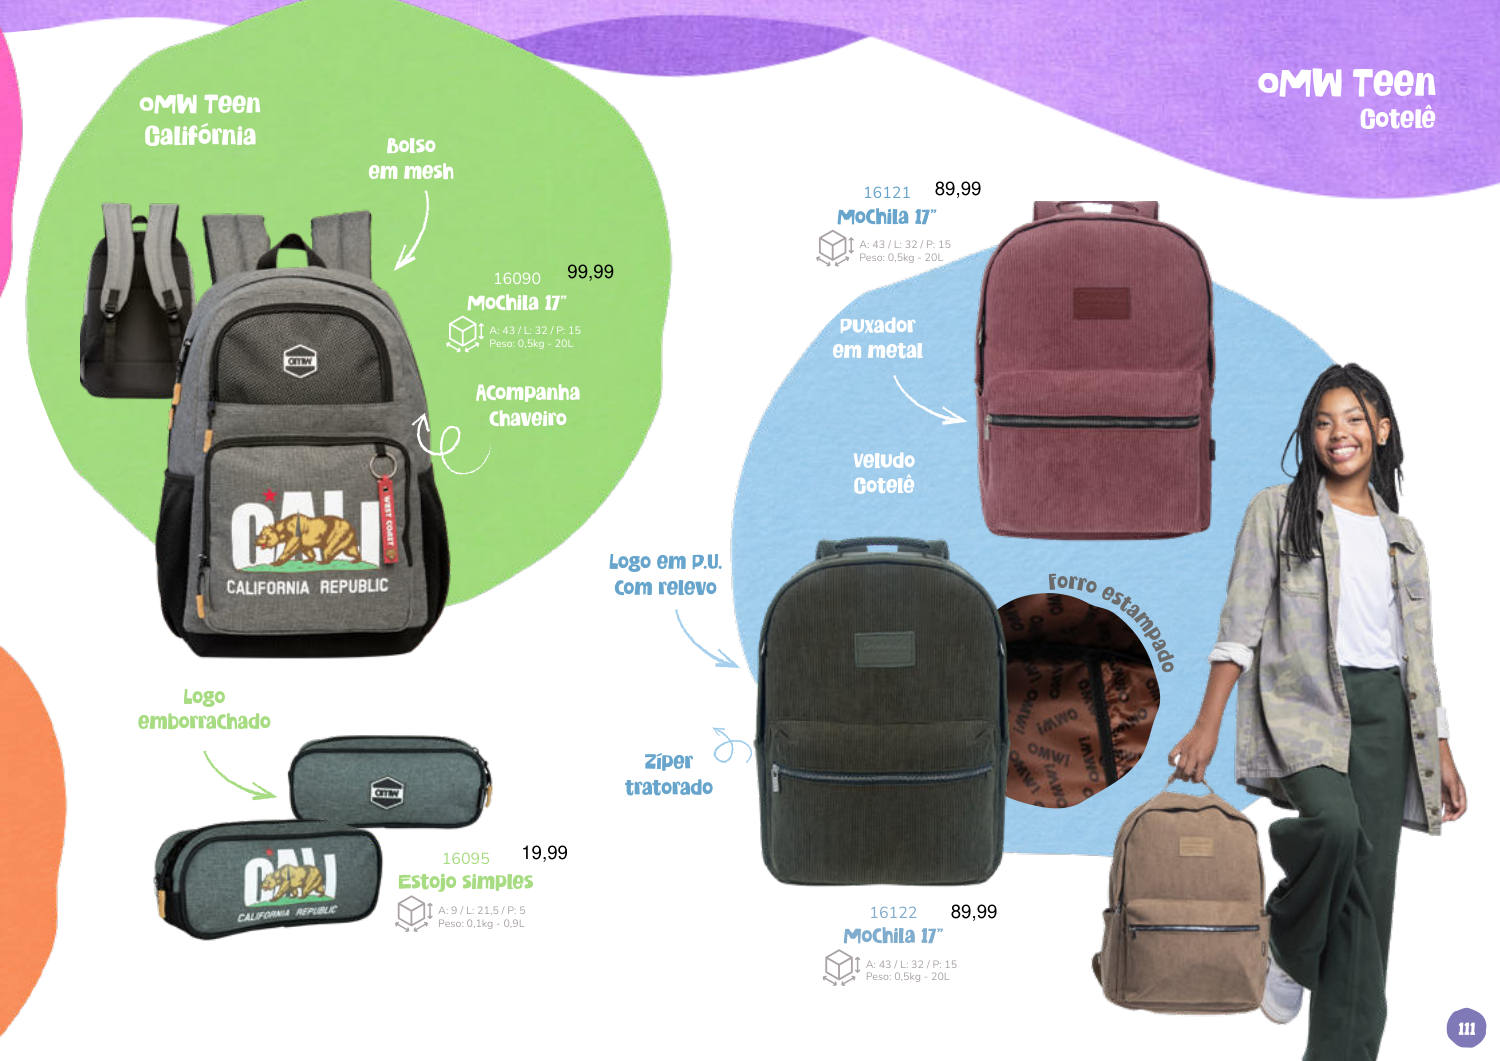 OMW Teen
Califórnia
Bolso
em mesh
16090 99,99
Mochila 17"
A: 43 / L: 32 / P: 15
Peso: 0,5kg - 20L
Acompanha
Chaveiro
OMW
CALI
WEST COAST
CALIFORNIA REPUBLIC
Logo
emborrachado
OMW
CALI
CALIFORNIA REPUBLIC
16095 19,99
Estojo simples
A: 9 / L: 21,5 / P: 5
Peso: 0,1kg - 0,9L
OMW Teen
Cotelê
16121 89,99
Mochila 17"
A: 43 / L: 32 / P: 15
Peso: 0,5kg - 20L
Puxador
em metal
Veludo
Cotelê
Logo em P.U.
Com relevo
Forro estampado
OMW!
Zíper
tratorado
16122 89,99
Mochila 17"
A: 43 / L: 32 / P: 15
Peso: 0,5kg - 20L
111